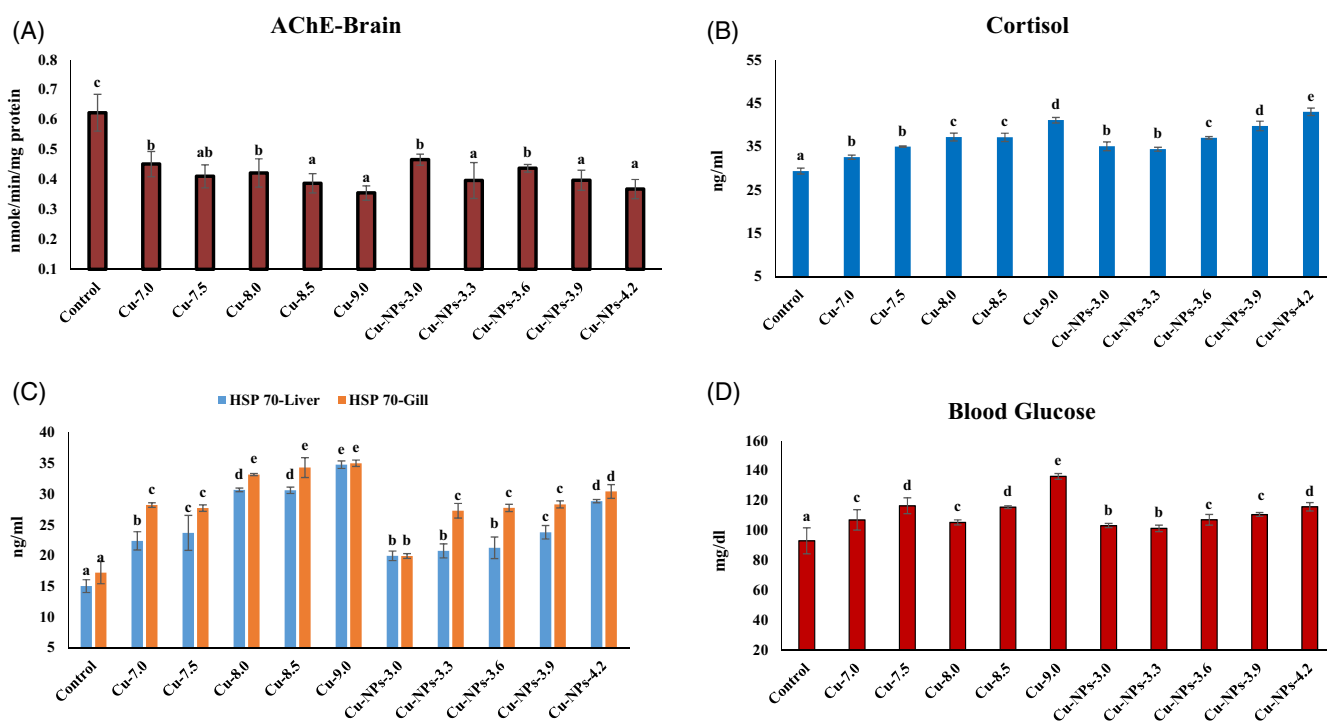 (A)
AChE-Brain
nmole/min/mg protein
0.8
0.7
0.6
0.5
0.4
0.3
0.2
0.1
c
b
ab
b
a
a
b
a
b
a
a
Control
Cu-7.0
Cu-7.5
Cu-8.0
Cu-8.5
Cu-9.0
Cu-NPs-3.0
Cu-NPs-3.3
Cu-NPs-3.6
Cu-NPs-3.9
Cu-NPs-4.2
(B)
Cortisol
ng/ml
55
45
35
25
15
5
a
b
b
c
c
d
b
b
c
d
e
Control
Cu-7.0
Cu-7.5
Cu-8.0
Cu-8.5
Cu-9.0
Cu-NPs-3.0
Cu-NPs-3.3
Cu-NPs-3.6
Cu-NPs-3.9
Cu-NPs-4.2
(C)
HSP 70-Liver HSP 70-Gill
ng/ml
40
35
30
25
20
15
10
5
a a
b c
c c
d e
d e
e e
b b
b c
b c
c c
d d
Control
Cu-7.0
Cu-7.5
Cu-8.0
Cu-8.5
Cu-9.0
Cu-NPs-3.0
Cu-NPs-3.3
Cu-NPs-3.6
Cu-NPs-3.9
Cu-NPs-4.2
(D)
Blood Glucose
mg/dl
160
140
120
100
80
60
40
20
a
c
d
c
d
e
b
b
c
c
d
Control
Cu-7.0
Cu-7.5
Cu-8.0
Cu-8.5
Cu-9.0
Cu-NPs-3.0
Cu-NPs-3.3
Cu-NPs-3.6
Cu-NPs-3.9
Cu-NPs-4.2